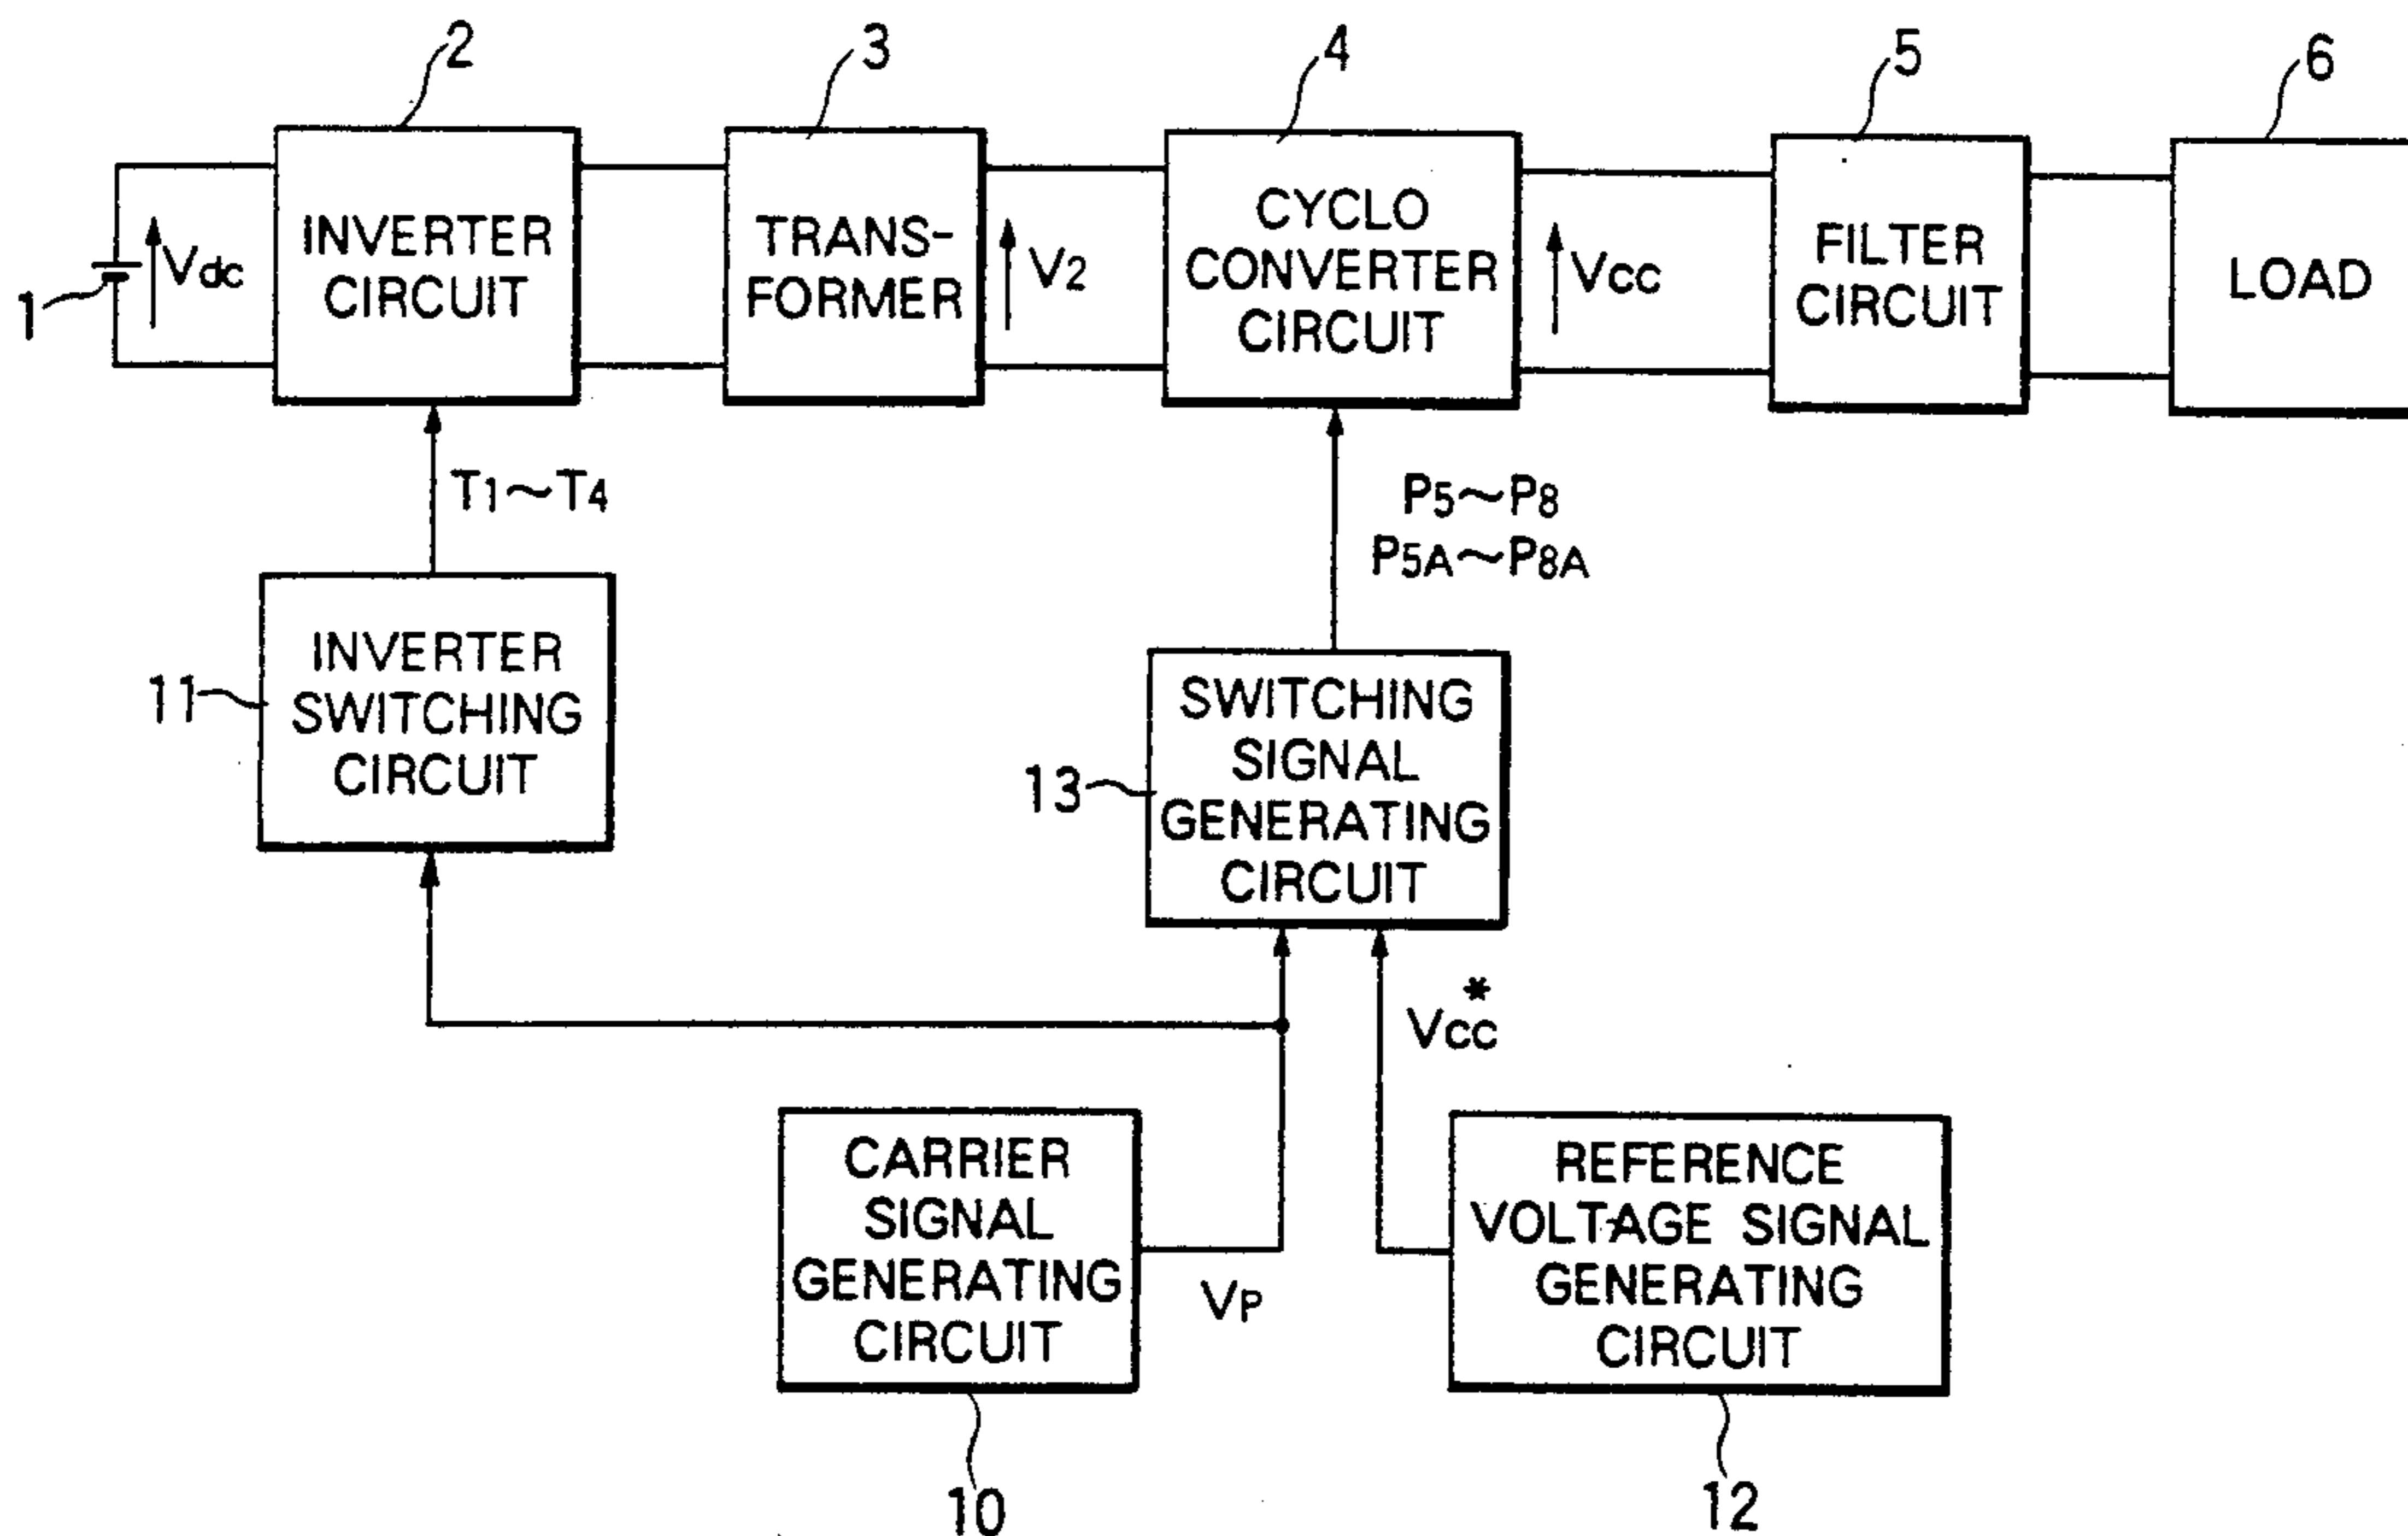 2
3
4
5
6
1
Vdc
INVERTER
CIRCUIT
TRANS-
FORMER
V2
CYCLO
CONVERTER
CIRCUIT
Vcc
FILTER
CIRCUIT
LOAD
T1~T4
P5~P8
P5A~P8A
11
INVERTER
SWITCHING
CIRCUIT
13
SWITCHING
SIGNAL
GENERATING
CIRCUIT
Vcc*
CARRIER
SIGNAL
GENERATING
CIRCUIT
VP
REFERENCE
VOLTAGE SIGNAL
GENERATING
CIRCUIT
10
12